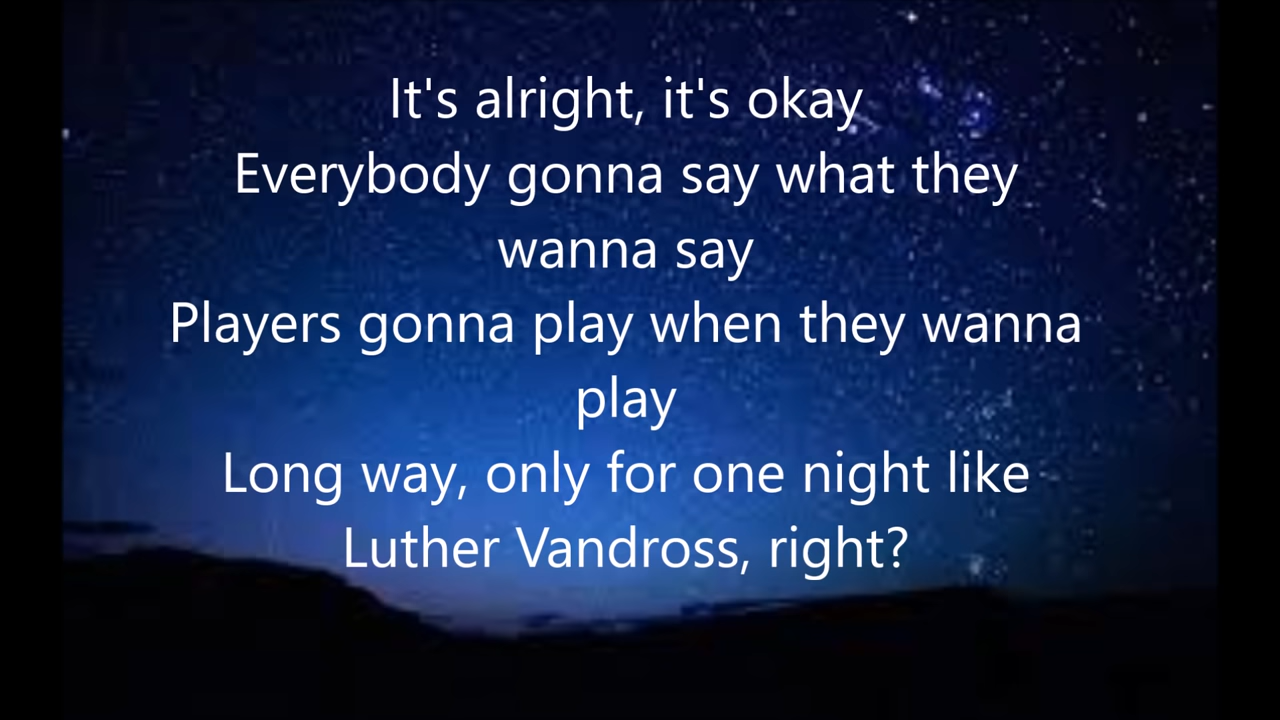 It's alright, it's okay
Everybody gonna say what they
wanna say
Players gonna play when they wanna
play
Long way, only for one night like
Luther Vandross, right?